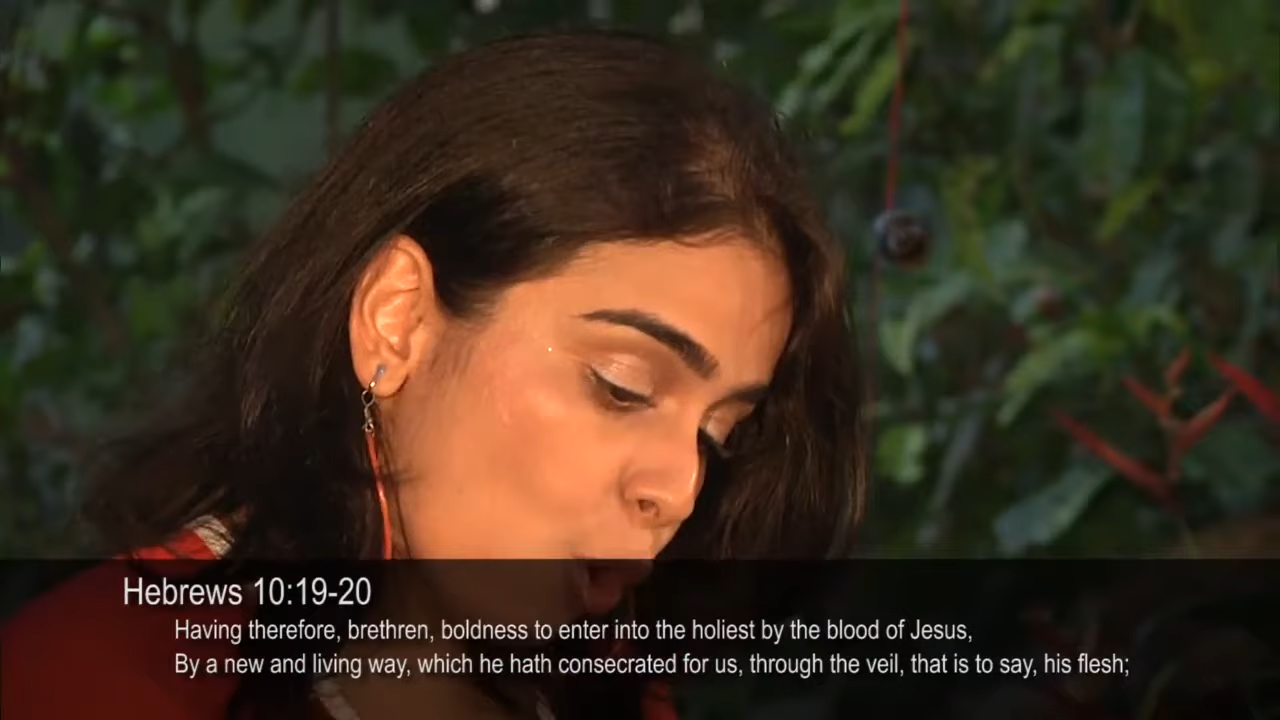 Hebrews 10:19-20
Having therefore, brethren, boldness to enter into the holiest by the blood of Jesus,
By a new and living way, which he hath consecrated for us, through the veil, that is to say, his flesh;